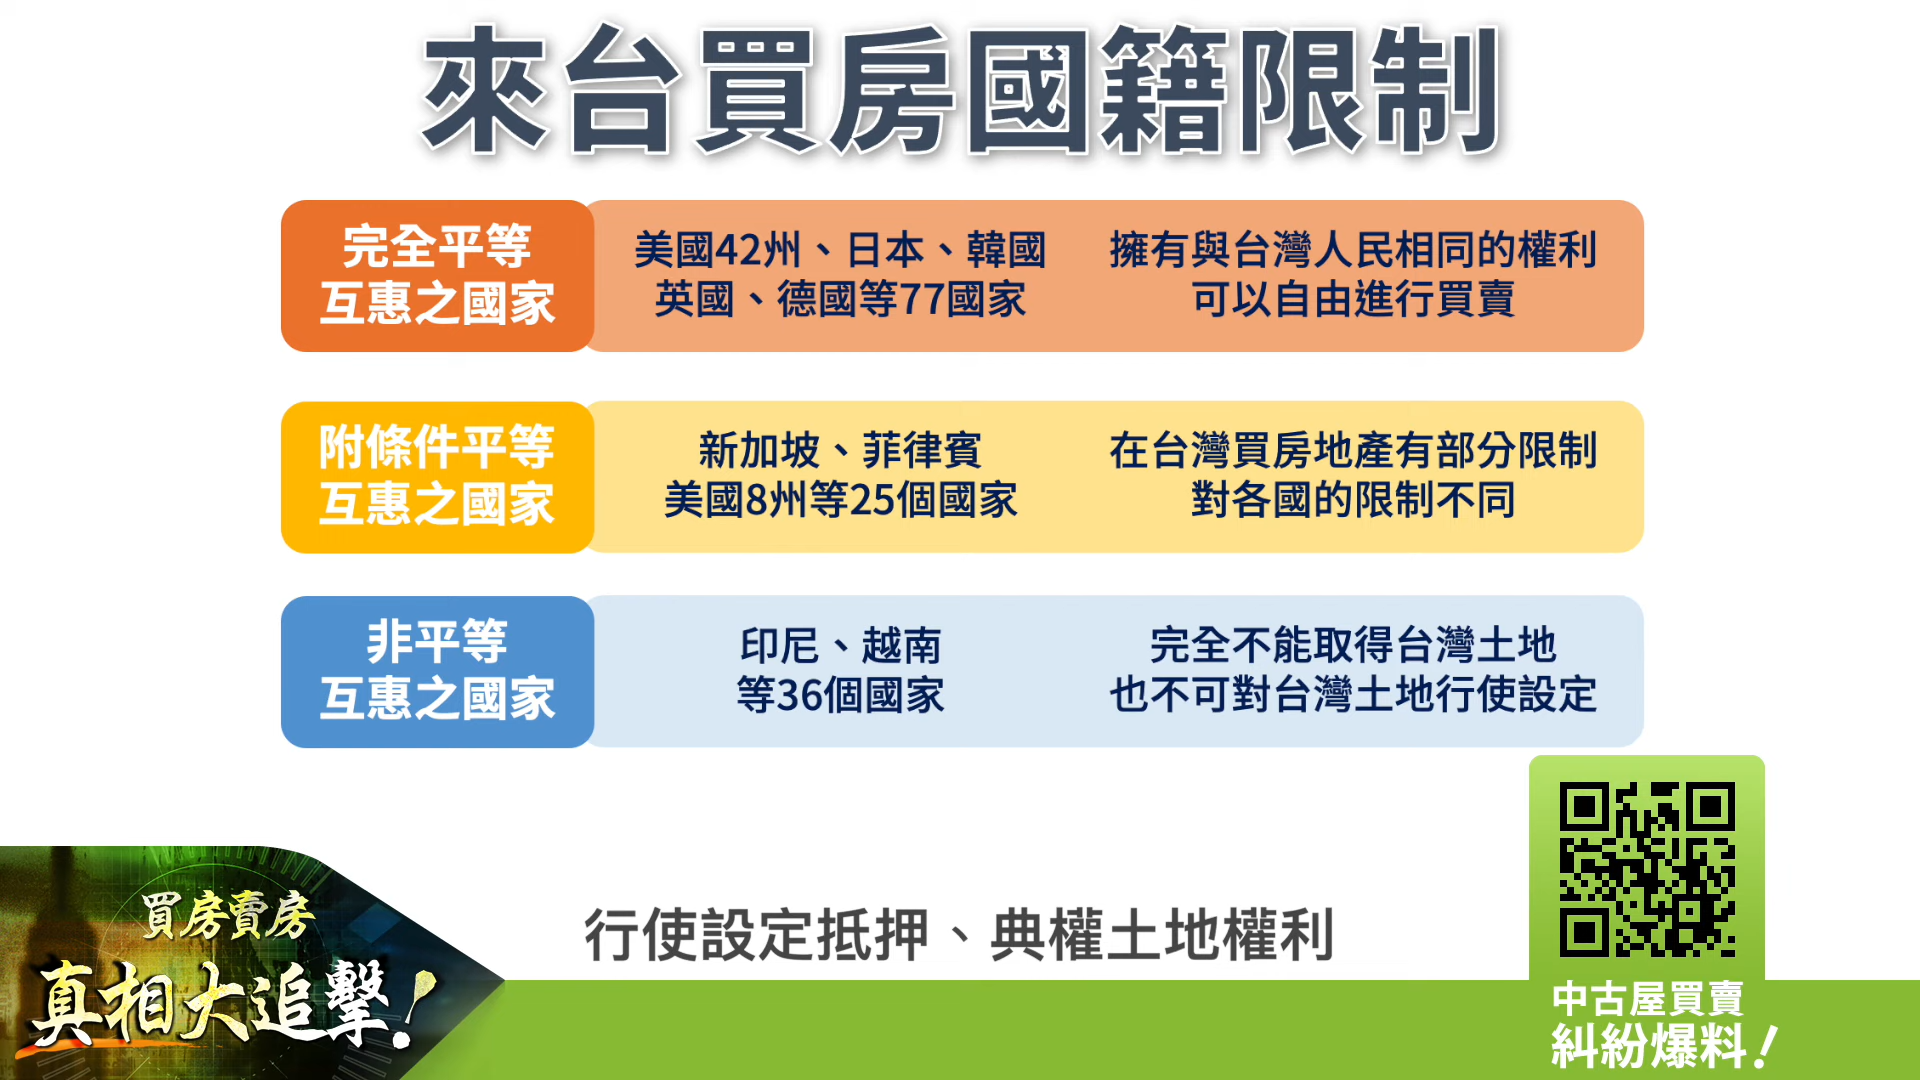 來台買房國籍限制
完全平等
互惠之國家
美國42州、日本、韓國
英國、德國等77國家
擁有與台灣人民相同的權利
可以自由進行買賣
附條件平等
互惠之國家
新加坡、菲律賓
美國8州等25個國家
在台灣買房地產有部分限制
對各國的限制不同
非平等
互惠之國家
印尼、越南
等36個國家
完全不能取得台灣土地
也不可對台灣土地行使設定
買房賣房
真相大追擊!
行使設定抵押、典權土地權利
中古屋買賣
糾紛爆料!